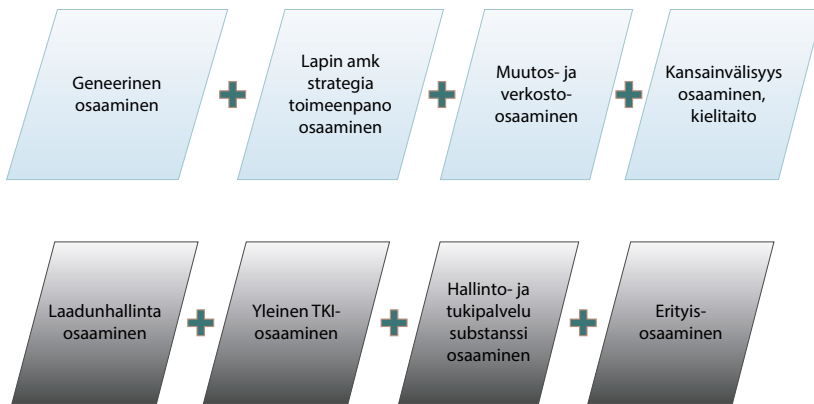 Geneerinen
osaaminen
Lapin amk
strategia
toimeenpano
osaaminen
Muutos- ja
verkosto-
osaaminen
Kansainvälisyys
osaaminen,
kielitaito
Laadunhallinta
osaaminen
Yleinen TKI-
osaaminen
Hallinto- ja
tukipalvelu
substanssi
osaaminen
Erityis-
osaaminen